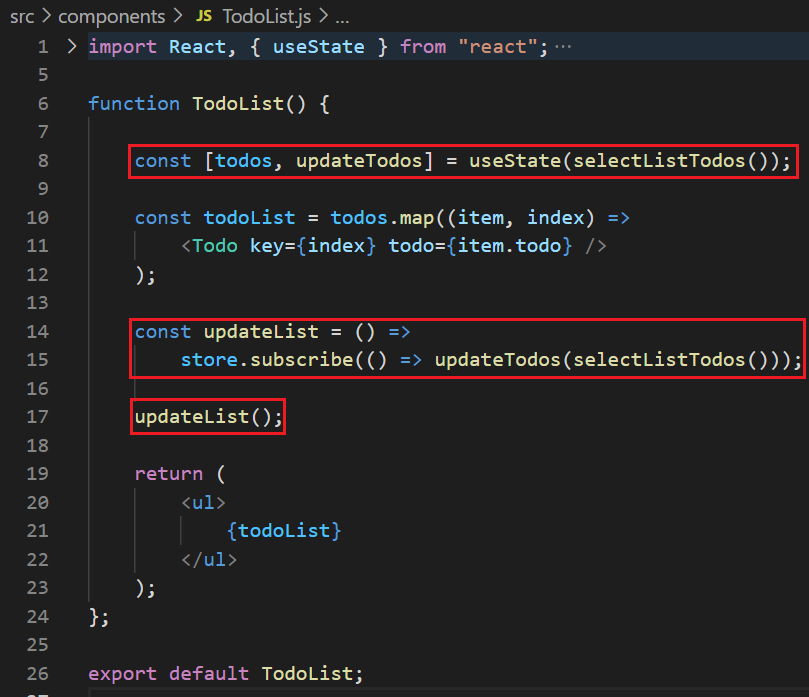 src > components > JS TodoList.js > ...
1 > import React, { useState } from "react";···
5
6 function TodoList() {
7
8     const [todos, updateTodos] = useState(selectListTodos());
9
10     const todoList = todos.map((item, index) =>
11         <Todo key={index} todo={item.todo} />
12     );
13
14     const updateList = () =>
15         store.subscribe(() => updateTodos(selectListTodos()));
16
17     updateList();
18
19     return (
20         <ul>
21             {todoList}
22         </ul>
23     );
24 };
25
26 export default TodoList;